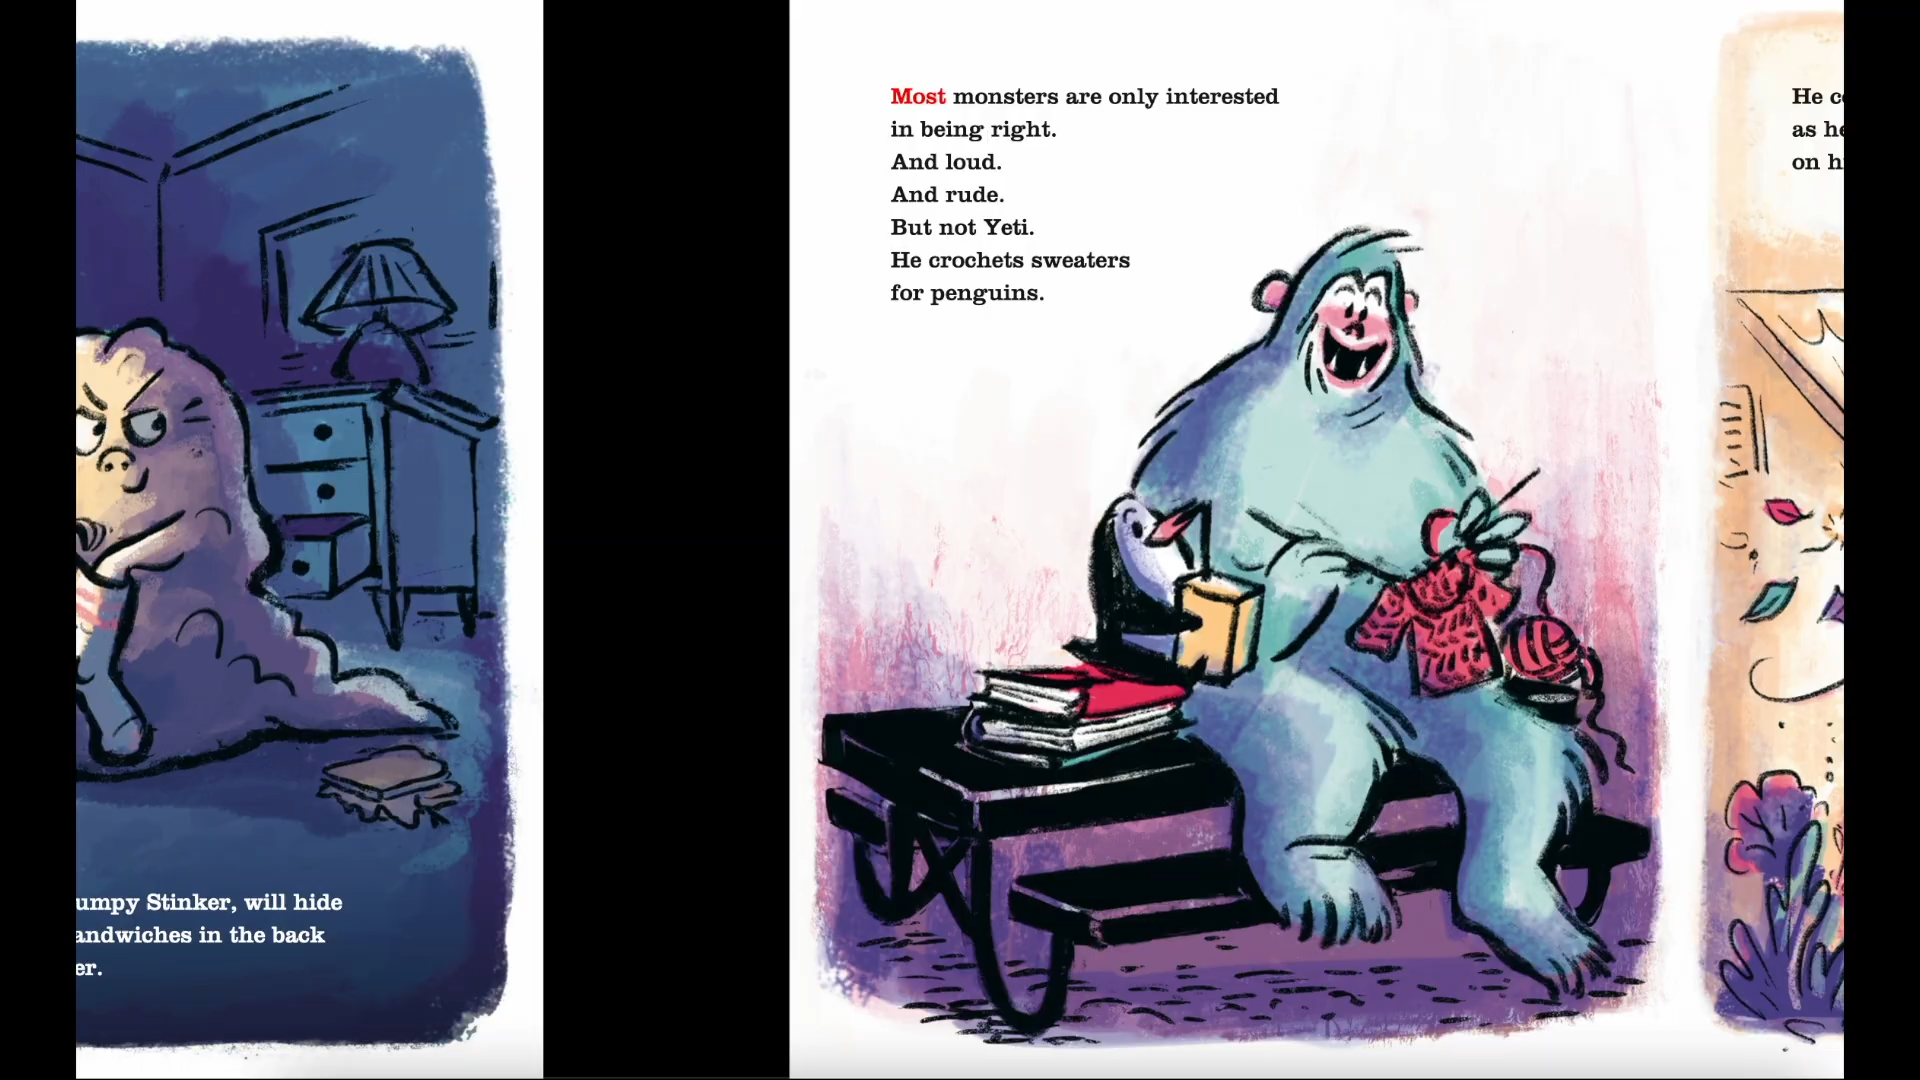 umpy Stinker, will hide
andwiches in the back
er.
Most monsters are only interested
in being right.
And loud.
And rude.
But not Yeti.
He crochets sweaters
for penguins.
He c
as he
on h